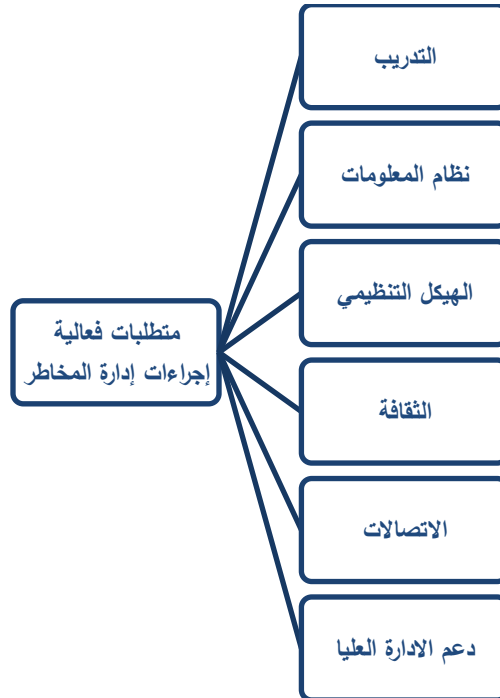 التدريب
نظام المعلومات
الهيكل التنظيمي
متطلبات فعالية
إجراءات إدارة المخاطر
الثقافة
الاتصالات
دعم الادارة العليا